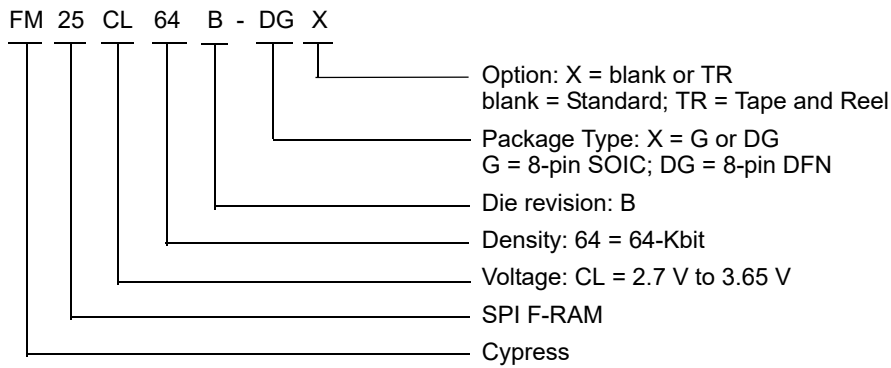 FM 25 CL 64 B - DG X
Option: X = blank or TR
blank = Standard; TR = Tape and Reel
Package Type: X = G or DG
G = 8-pin SOIC; DG = 8-pin DFN
Die revision: B
Density: 64 = 64-Kbit
Voltage: CL = 2.7 V to 3.65 V
SPI F-RAM
Cypress